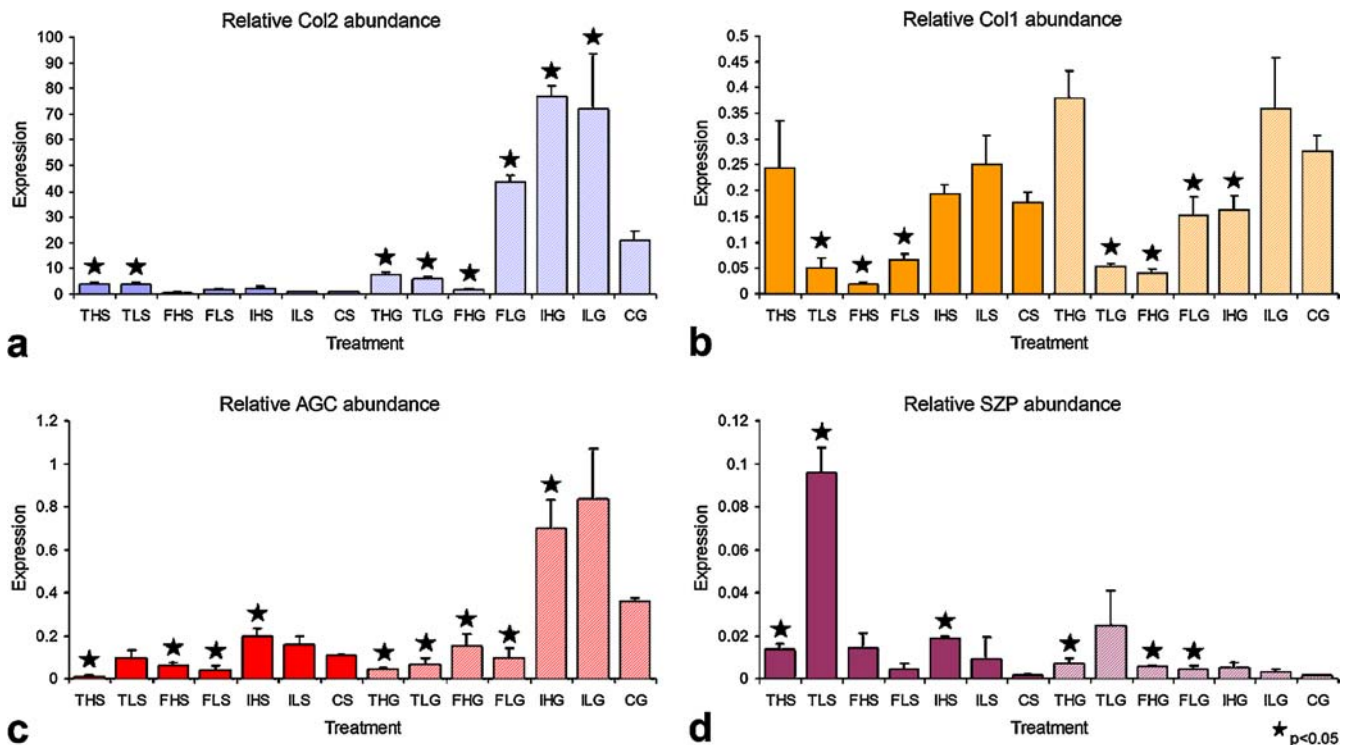 Relative Col2 abundance
100
90
80
70
60
50
40
30
20
10
0
Expression
THS TLS FHS FLS IHS ILS CS THG TLG FHG FLG IHG ILG CG
Treatment
a
Relative Col1 abundance
0.5
0.45
0.4
0.35
0.3
0.25
0.2
0.15
0.1
0.05
0
Expression
THS TLS FHS FLS IHS ILS CS THG TLG FHG FLG IHG ILG CG
Treatment
b
Relative AGC abundance
1.2
1
0.8
0.6
0.4
0.2
0
Expression
THS TLS FHS FLS IHS ILS CS THG TLG FHG FLG IHG ILG CG
Treatment
c
Relative SZP abundance
0.12
0.1
0.08
0.06
0.04
0.02
0
Expression
THS TLS FHS FLS IHS ILS CS THG TLG FHG FLG IHG ILG CG
Treatment
d
★ p<0.05